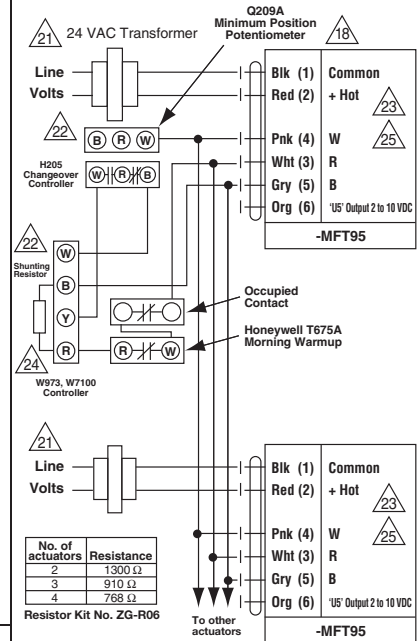 Q209A
Minimum Position
Potentiometer
21 24 VAC Transformer
18
Line
Volts
Blk (1) Common
Red (2) + Hot
23
22
B R W
Pnk (4) W
25
Wht (3) R
Gry (5) B
Org (6) 'U5' Output 2 to 10 VDC
-MFT95
H205
Changeover
Controller
W R B
22
Shunting
Resistor
W
B
Y
R
24
W973, W7100
Controller
Occupied
Contact
Honeywell T675A
Morning Warmup
R W
21
Line
Volts
Blk (1) Common
Red (2) + Hot
23
Pnk (4) W
25
Wht (3) R
Gry (5) B
Org (6) 'U5' Output 2 to 10 VDC
-MFT95
No. of
actuators Resistance
2 1300 Ω
3 910 Ω
4 768 Ω
Resistor Kit No. ZG-R06
To other
actuators